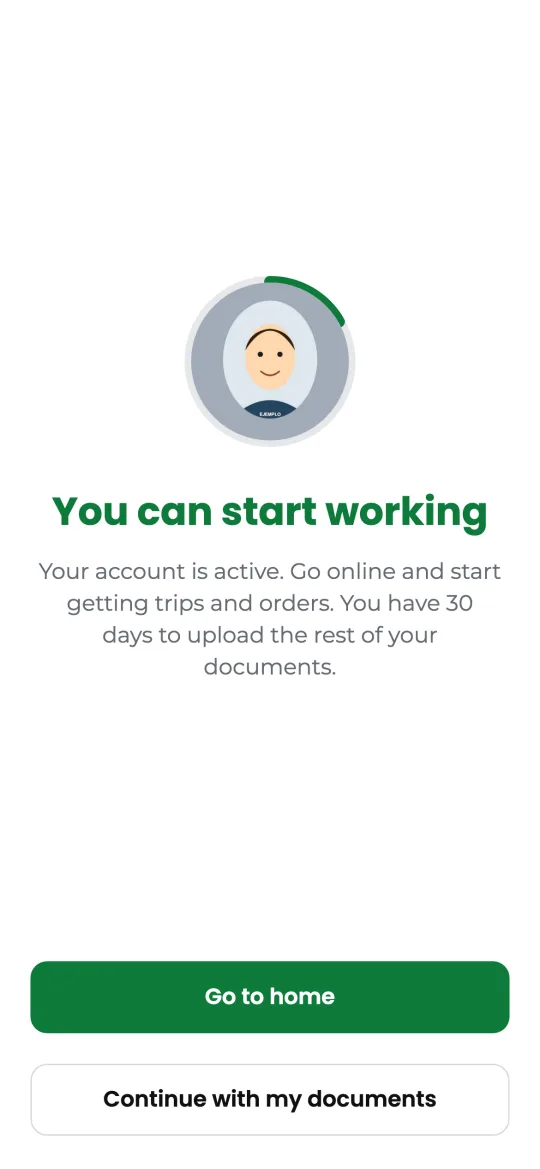 EJEMPLO
You can start working
Your account is active. Go online and start
getting trips and orders. You have 30
days to upload the rest of your
documents.
Go to home
Continue with my documents